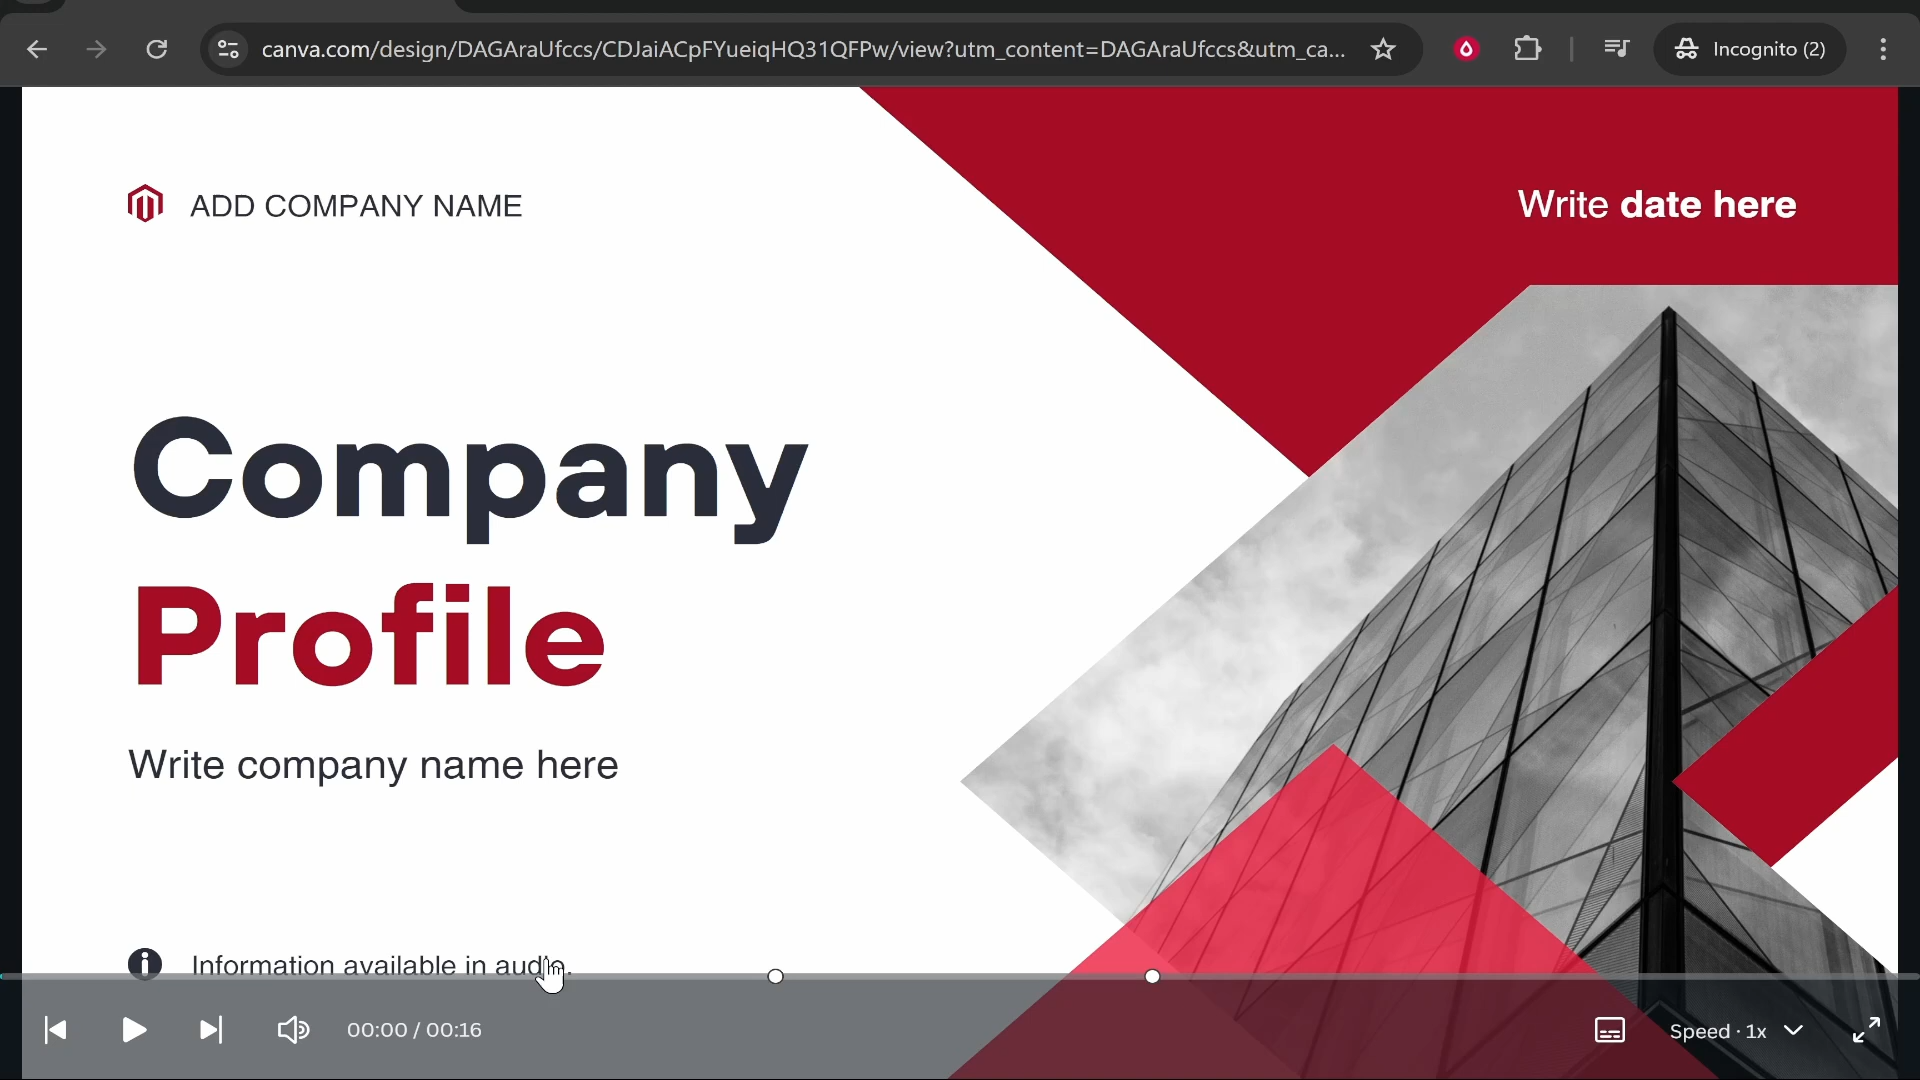 canva.com/design/DAGAraUfccs/CDJaiACpFYueiqHQ31QFPw/view?utm_content=DAGAraUfccs&utm_ca...
Incognito (2)
ADD COMPANY NAME
Write date here
Company
Profile
Write company name here
Information available in audio.
00:00 / 00:16
Speed · 1x